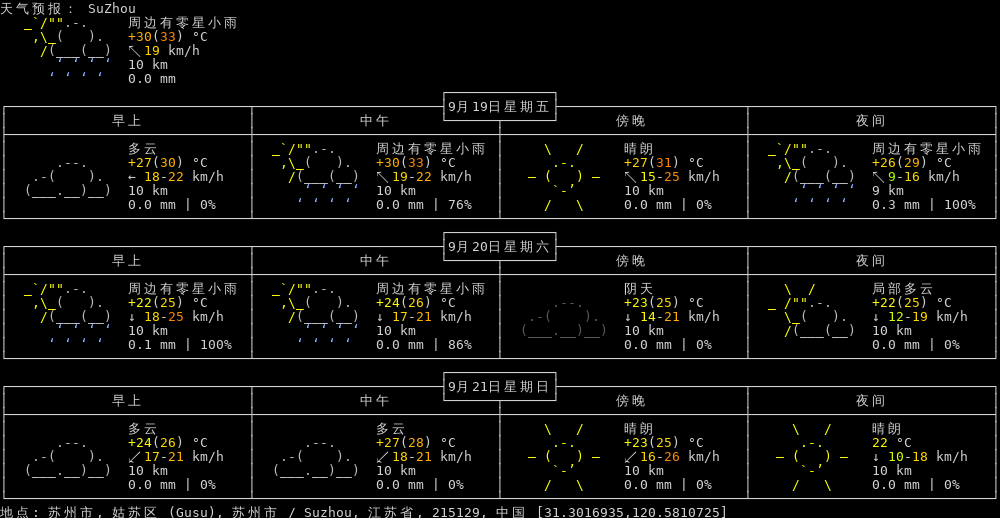 天气预报: SuZhou
周边有零星小雨
+30(33) °C
↖ 19 km/h
10 km
0.0 mm
9月19日星期五
早上 中午 傍晚 夜间
多云 周边有零星小雨 晴朗 周边有零星小雨
+27(30) °C +30(33) °C +27(31) °C +26(29) °C
← 18-22 km/h ↖ 19-22 km/h ↖ 15-25 km/h ↖ 9-16 km/h
10 km 10 km 10 km 9 km
0.0 mm | 0% 0.0 mm | 76% 0.0 mm | 0% 0.3 mm | 100%
9月20日星期六
早上 中午 傍晚 夜间
周边有零星小雨 周边有零星小雨 阴天 局部多云
+22(25) °C +24(26) °C +23(25) °C +22(25) °C
↓ 18-25 km/h ↓ 17-21 km/h ↓ 14-21 km/h ↓ 12-19 km/h
10 km 10 km 10 km 10 km
0.1 mm | 100% 0.0 mm | 86% 0.0 mm | 0% 0.0 mm | 0%
9月21日星期日
早上 中午 傍晚 夜间
多云 多云 晴朗 晴朗
+24(26) °C +27(28) °C +23(25) °C 22 °C
↙ 17-21 km/h ↙ 18-21 km/h ↙ 16-26 km/h ↓ 10-18 km/h
10 km 10 km 10 km 10 km
0.0 mm | 0% 0.0 mm | 0% 0.0 mm | 0% 0.0 mm | 0%
地点: 苏州市, 姑苏区 (Gusu), 苏州市 / Suzhou, 江苏省, 215129, 中国 [31.3016935,120.5810725]